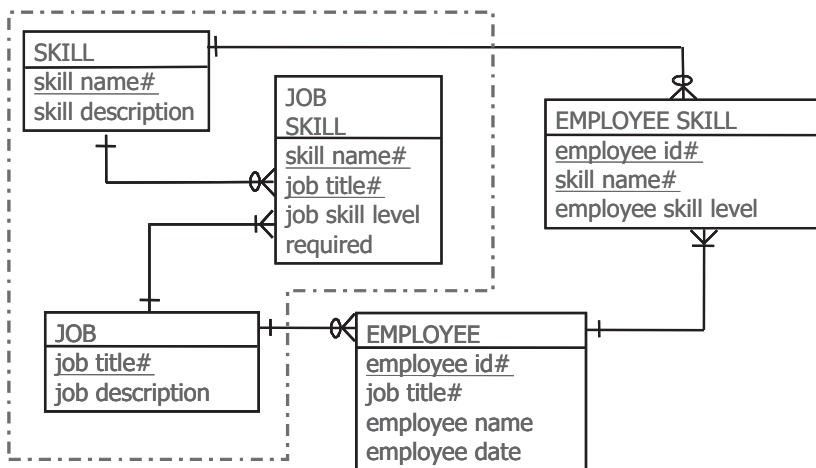 SKILL
skill name#
skill description
JOB
SKILL
skill name#
job title#
job skill level
required
EMPLOYEE SKILL
employee id#
skill name#
employee skill level
JOB
job title#
job description
EMPLOYEE
employee id#
job title#
employee name
employee date